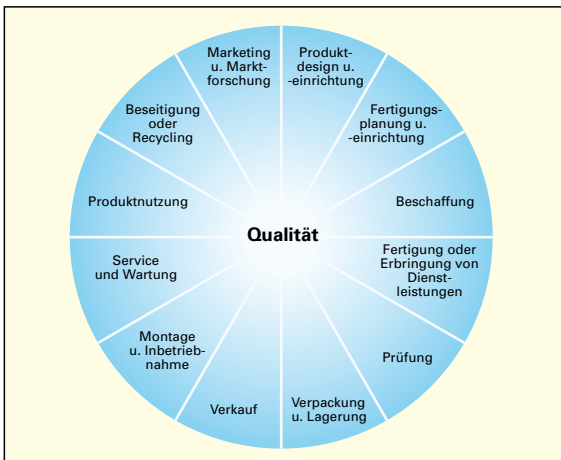 Marketing
u. Markt-
forschung
Produkt-
design u.
-einrichtung
Fertigungs-
planung u.
-einrichtung
Beschaffung
Fertigung oder
Erbringung von
Dienst-
leistungen
Prüfung
Verpackung
u. Lagerung
Verkauf
Montage
u. Inbetrieb-
nahme
Service
und Wartung
Produktnutzung
Beseitigung
oder
Recycling
Qualität